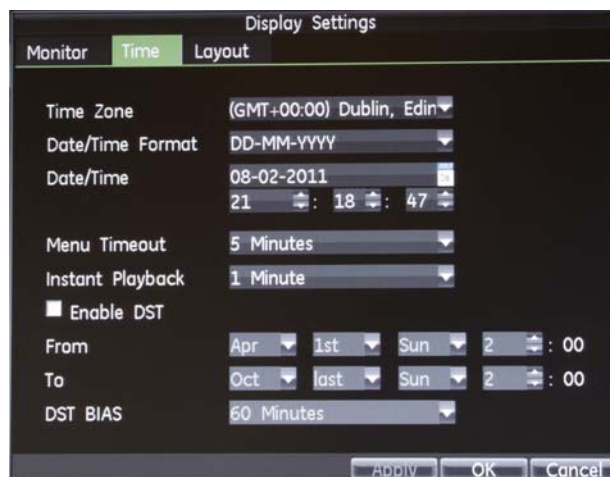 Display Settings
Monitor Time Layout
Time Zone (GMT+00:00) Dublin, Edin
Date/Time Format DD-MM-YYYY
Date/Time 08-02-2011
21 : 18 : 47
Menu Timeout 5 Minutes
Instant Playback 1 Minute
Enable DST
From Apr 1st Sun 2 : 00
To Oct last Sun 2 : 00
DST BIAS 60 Minutes
Apply OK Cancel